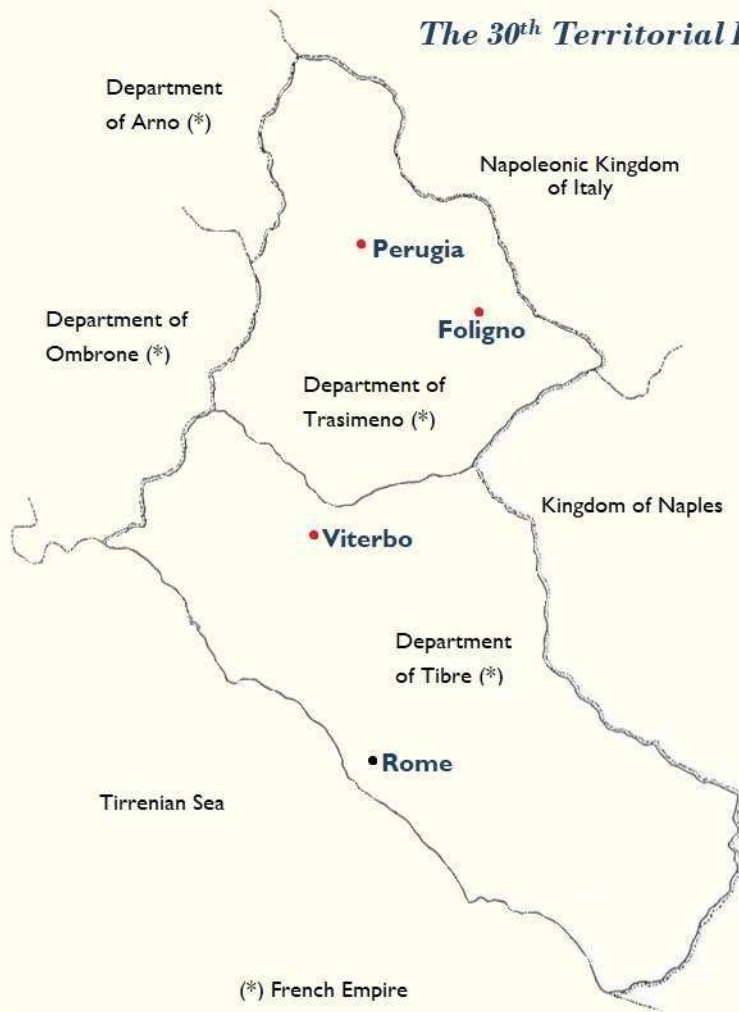 The 30th Territorial
Department
of Arno (*)
Napoleonic Kingdom
of Italy
Perugia
Foligno
Department of
Ombrone (*)
Department of
Trasimeno (*)
Kingdom of Naples
Viterbo
Department
of Tibre (*)
Rome
Tirrenian Sea
(*) French Empire